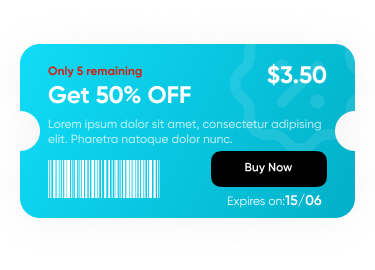 Only 5 remaining
$3.50
Get 50% OFF
Lorem ipsum dolor sit amet, consectetur adipising
elit. Pharetra natoque dolor nunc.
Buy Now
Expires on:15/06